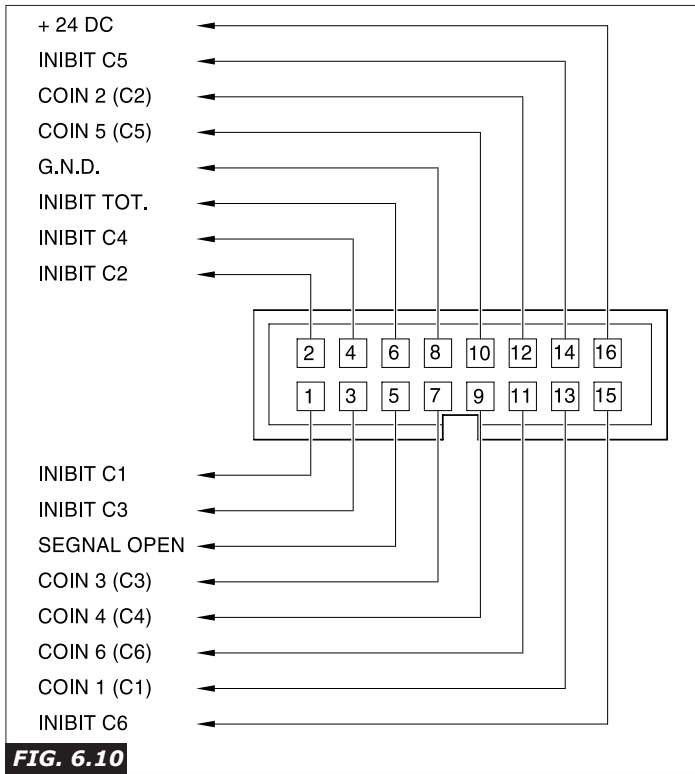 + 24 DC
INIBIT C5
COIN 2 (C2)
COIN 5 (C5)
G.N.D.
INIBIT TOT.
INIBIT C4
INIBIT C2
2 4 6 8 10 12 14 16
1 3 5 7 9 11 13 15
INIBIT C1
INIBIT C3
SEGNAL OPEN
COIN 3 (C3)
COIN 4 (C4)
COIN 6 (C6)
COIN 1 (C1)
INIBIT C6
FIG. 6.10